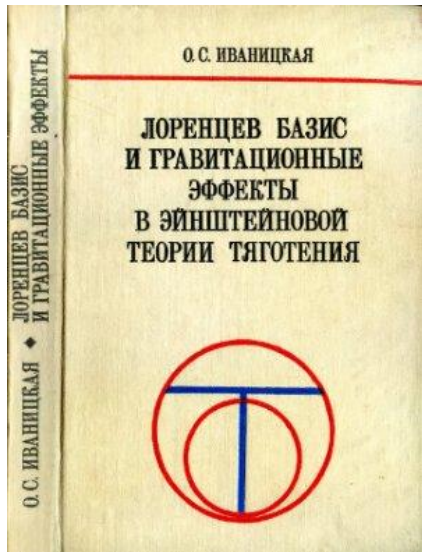 О.С. ИВАНИЦКАЯ ◆ ЛОРЕНЦЕВ БАЗИС
И ГРАВИТАЦИОННЫЕ ЭФФЕКТЫ
О.С. ИВАНИЦКАЯ
ЛОРЕНЦЕВ БАЗИС
И ГРАВИТАЦИОННЫЕ
ЭФФЕКТЫ
В ЭЙНШТЕЙНОВОЙ
ТЕОРИИ ТЯГОТЕНИЯ